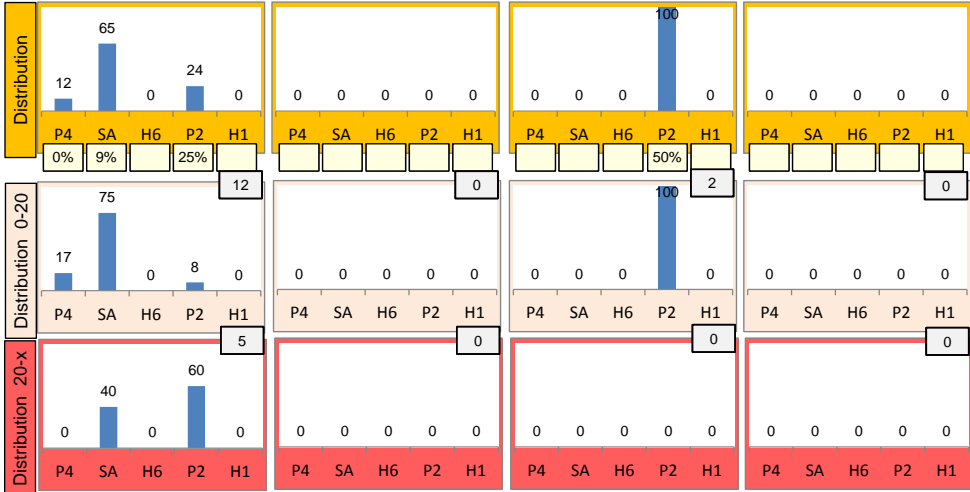 Distribution
65
24
12
0
0
P4 SA H6 P2 H1
0% 9% 25%
0 0 0 0 0
P4 SA H6 P2 H1
100
0 0 0 0
P4 SA H6 P2 H1
50%
0 0 0 0 0
P4 SA H6 P2 H1
Distribution 0-20
12
75
17
8
0
0
P4 SA H6 P2 H1
0
0 0 0 0 0
P4 SA H6 P2 H1
2
100
0 0 0 0
P4 SA H6 P2 H1
0
0 0 0 0 0
P4 SA H6 P2 H1
Distribution 20-x
5
60
40
0 0 0
P4 SA H6 P2 H1
0
0 0 0 0 0
P4 SA H6 P2 H1
0
0 0 0 0 0
P4 SA H6 P2 H1
0
0 0 0 0 0
P4 SA H6 P2 H1